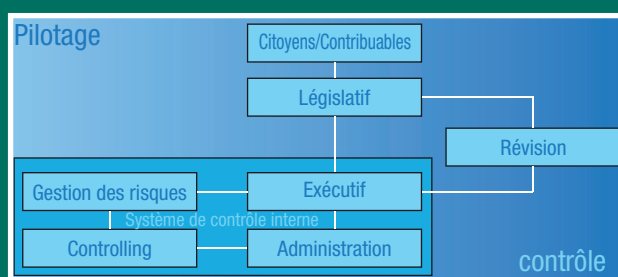 Pilotage
Citoyens/Contribuables
Législatif
Révision
Gestion des risques
Exécutif
Système de contrôle interne
Controlling
Administration
contrôle